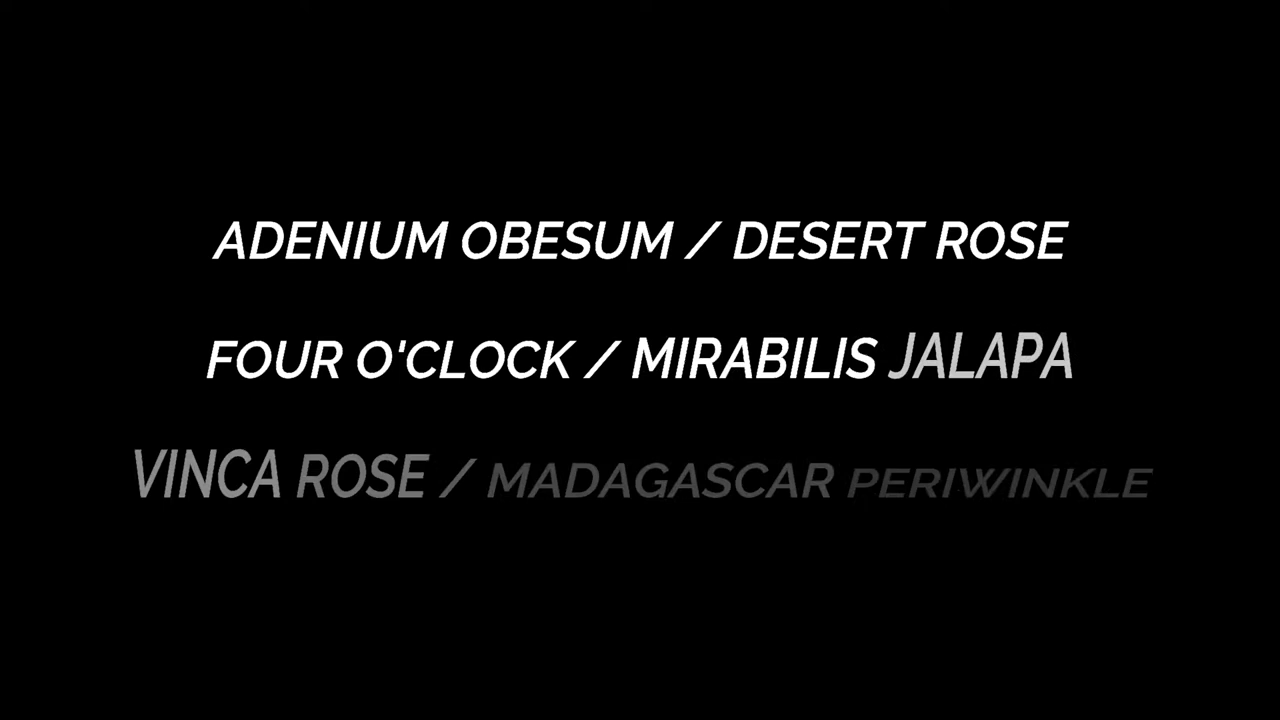 ADENIUM OBESUM / DESERT ROSE
FOUR O'CLOCK / MIRABILIS JALAPA
VINCA ROSE / MADAGASCAR PERIWINKLE